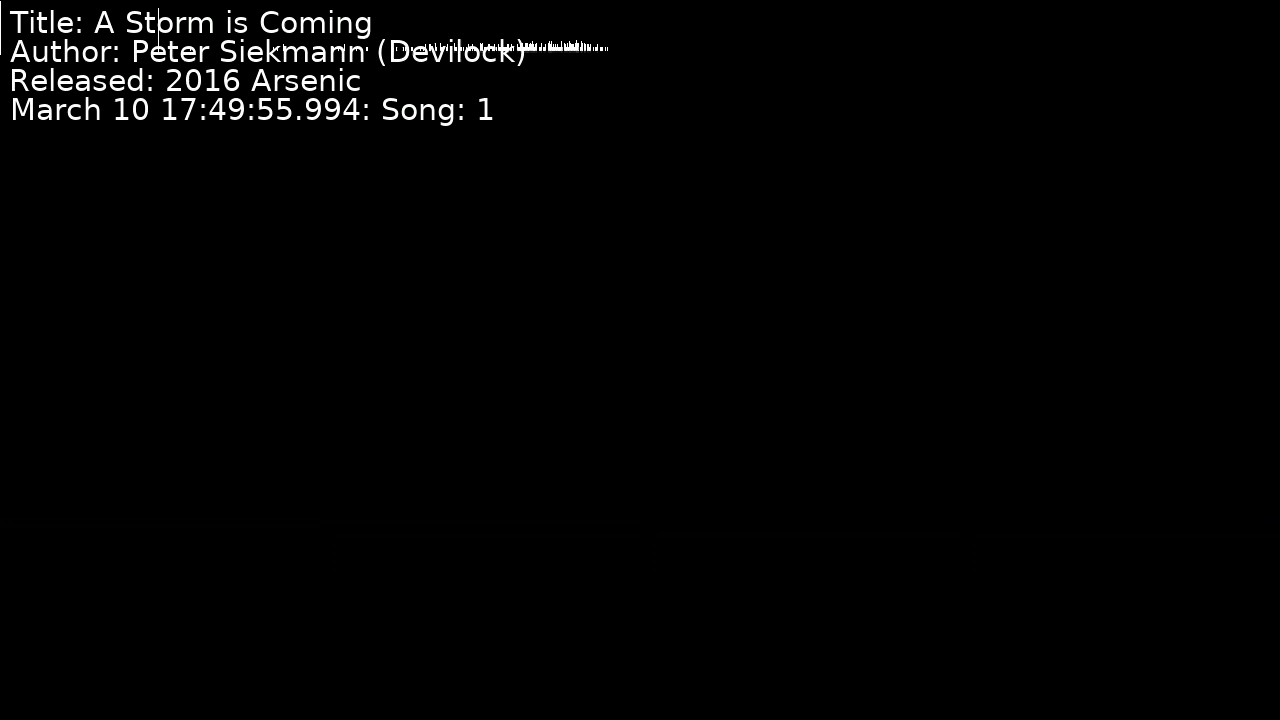 Title: A Storm is Coming
Author: Peter Siekmann (Devilock)
Released: 2016 Arsenic
March 10 17:49:55.994: Song: 1